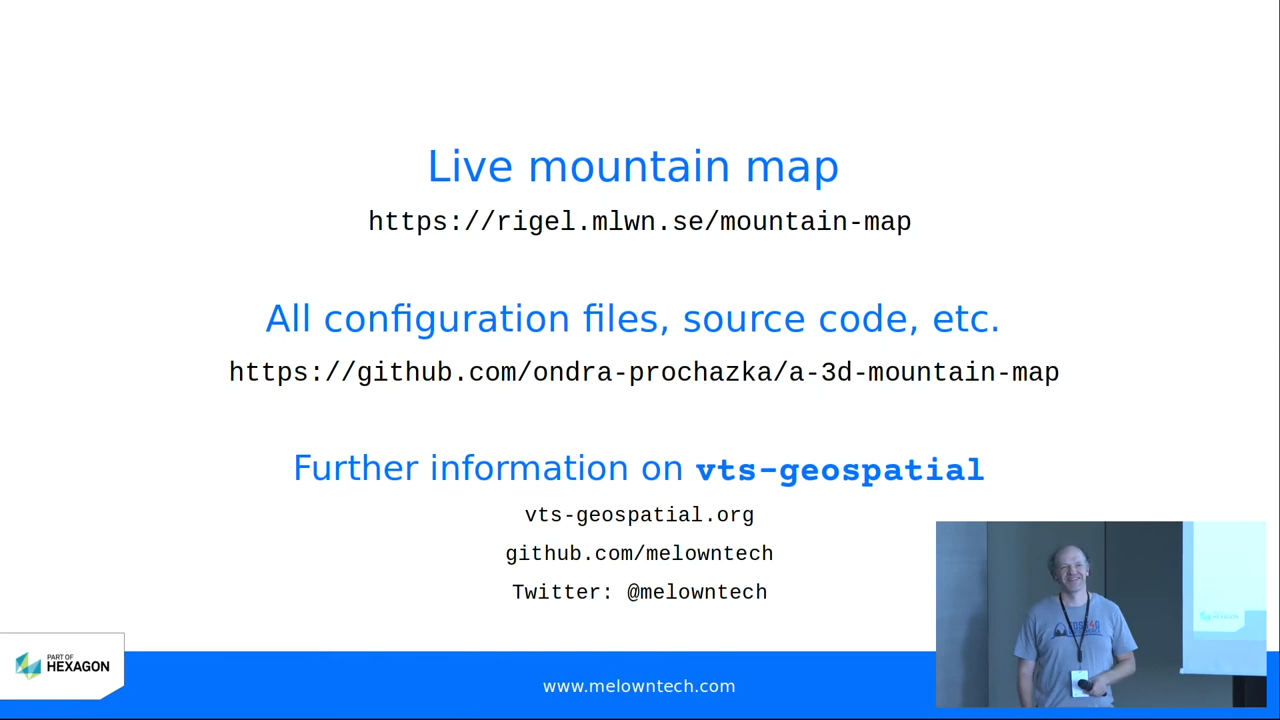 Live mountain map
https://rigel.mlwn.se/mountain-map
All configuration files, source code, etc.
https://github.com/ondra-prochazka/a-3d-mountain-map
Further information on vts-geospatial
vts-geospatial.org
github.com/melowntech
Twitter: @melowntech
PART OF
HEXAGON
www.melowntech.com
FOSS4G